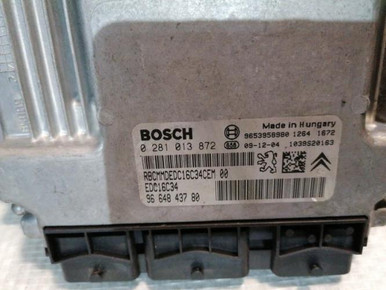 Made in Hungary
BOSCH 9653958980 1264 1672
0 281 013 872 09-12-04 1039S20163
RBCMMDEDC16C34CEM 00
EDC16C34
96 648 437 80